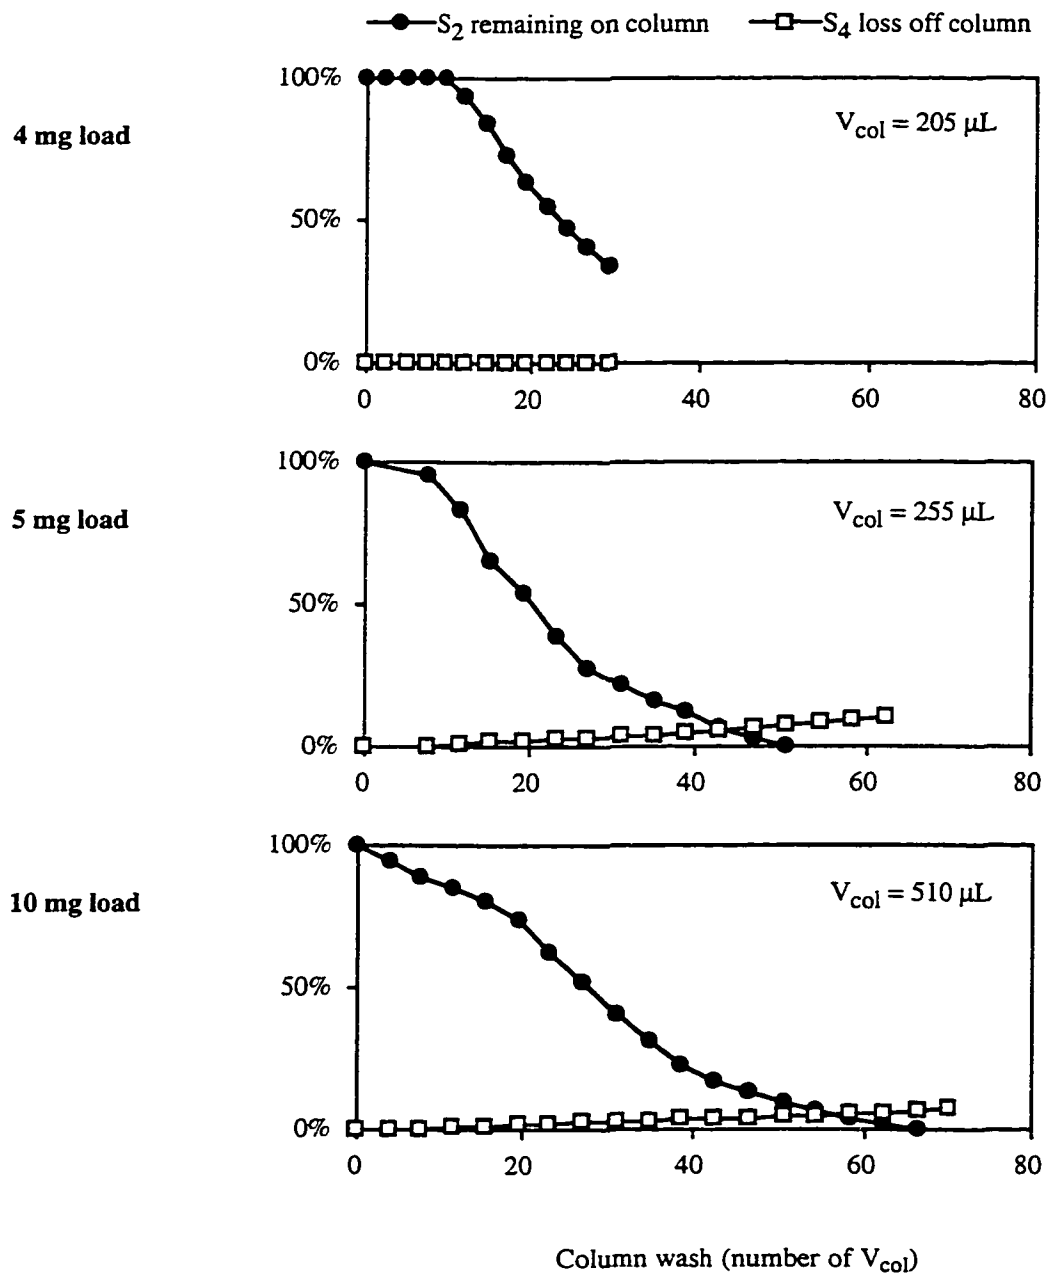 S2 remaining on column S4 loss off column
100%
4 mg load
Vcol = 205 µL
50%
0%
0 20 40 60 80
100%
5 mg load
Vcol = 255 µL
50%
0%
0 20 40 60 80
100%
10 mg load
Vcol = 510 µL
50%
0%
0 20 40 60 80
Column wash (number of Vcol)